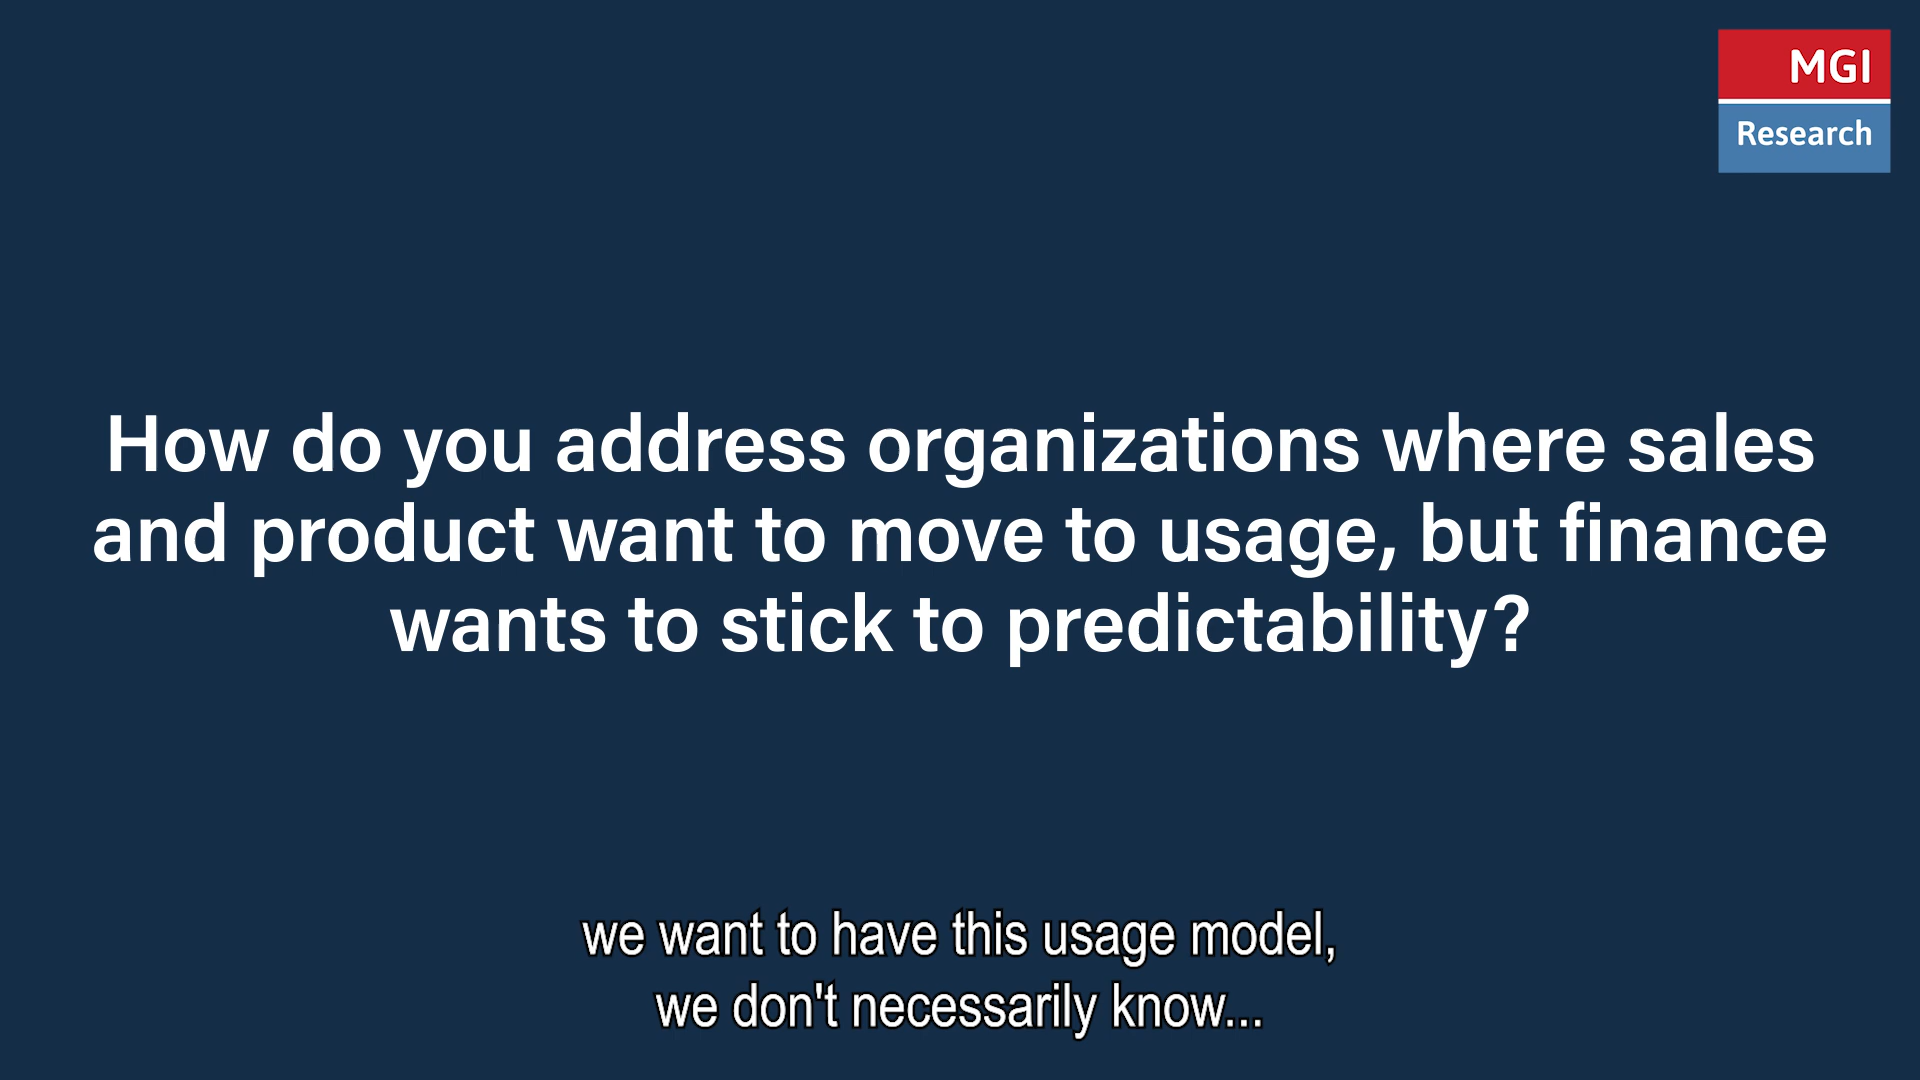 MGI
Research
How do you address organizations where sales
and product want to move to usage, but finance
wants to stick to predictability?
we want to have this usage model,
we don't necessarily know...